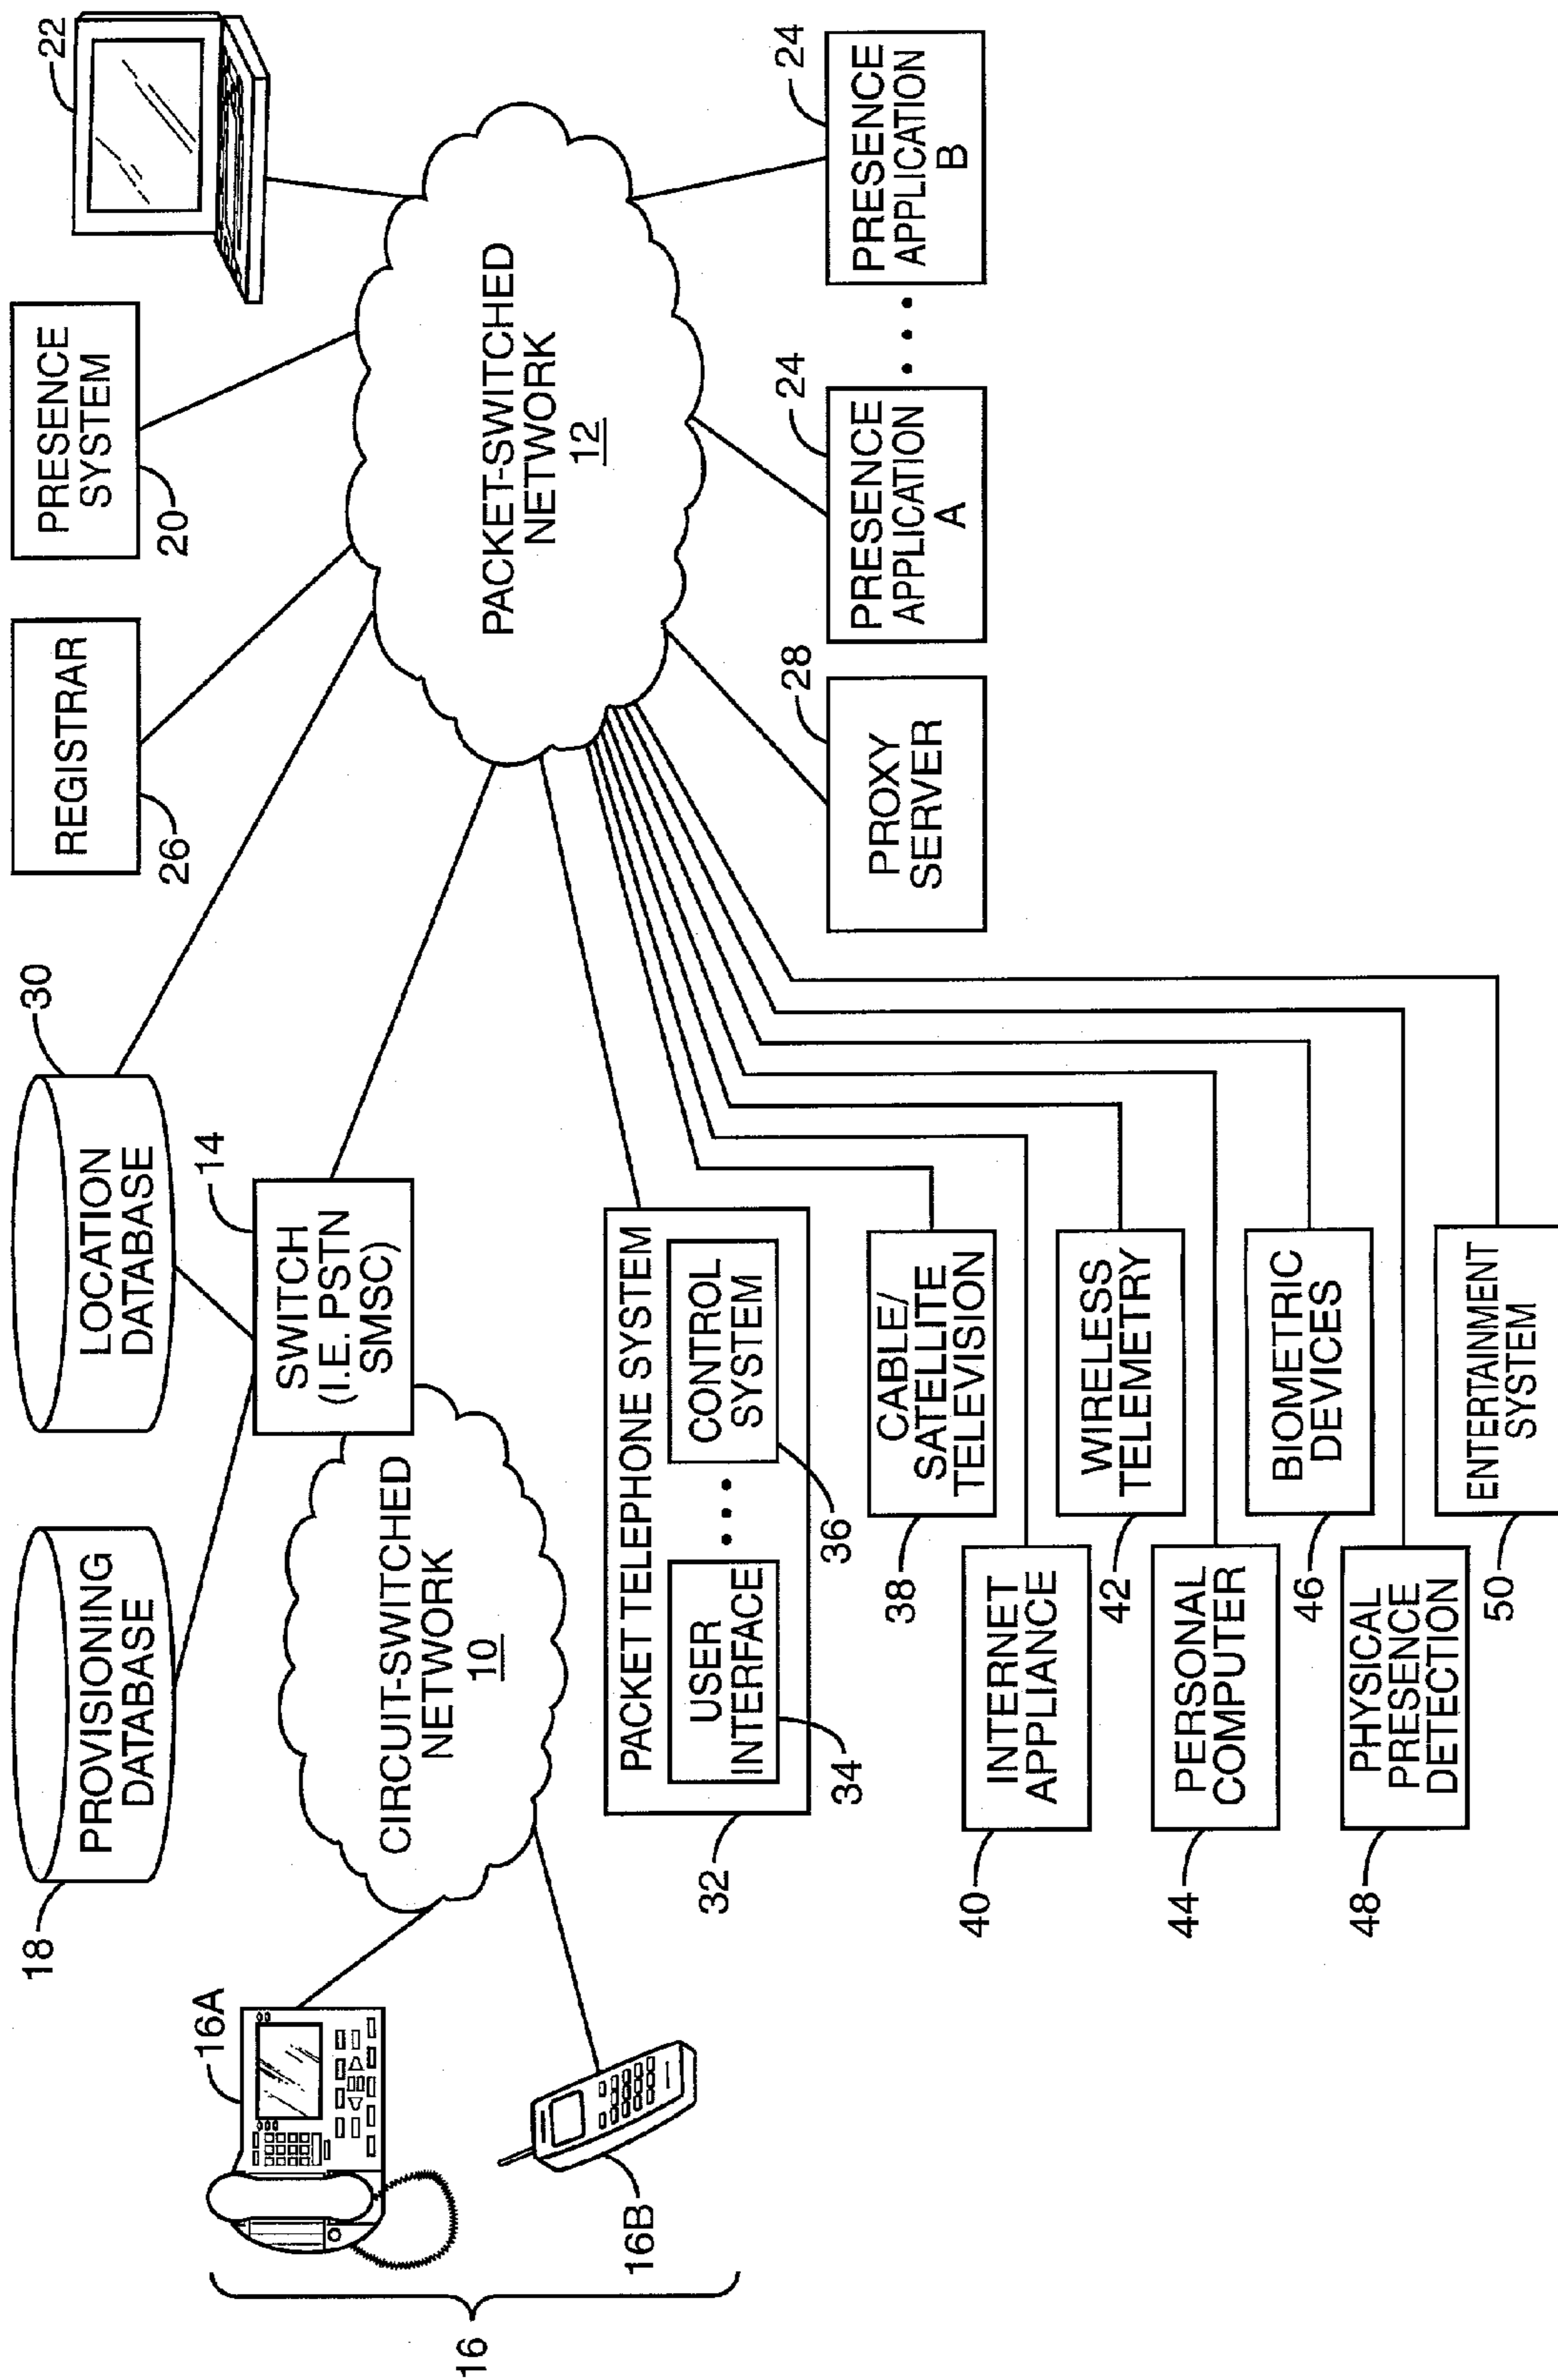 16A
16B
16
18
PROVISIONING
DATABASE
30
LOCATION
DATABASE
14
SWITCH
(I.E. PSTN
SMSC)
CIRCUIT-SWITCHED
NETWORK
10
REGISTRAR
26
PRESENCE
SYSTEM
20
22
PACKET-SWITCHED
NETWORK
12
PACKET TELEPHONE SYSTEM
USER
INTERFACE
CONTROL
SYSTEM
32
34
36
CABLE/
SATELLITE
TELEVISION
38
INTERNET
APPLIANCE
40
WIRELESS
TELEMETRY
42
PERSONAL
COMPUTER
44
BIOMETRIC
DEVICES
46
PHYSICAL
PRESENCE
DETECTION
48
ENTERTAINMENT
SYSTEM
50
28
PROXY
SERVER
24
PRESENCE
APPLICATION
A
24
PRESENCE
APPLICATION
B